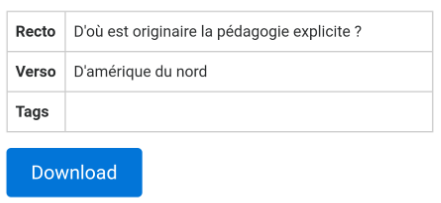 Recto D'où est originaire la pédagogie explicite ?
Verso D'amérique du nord
Tags
Download